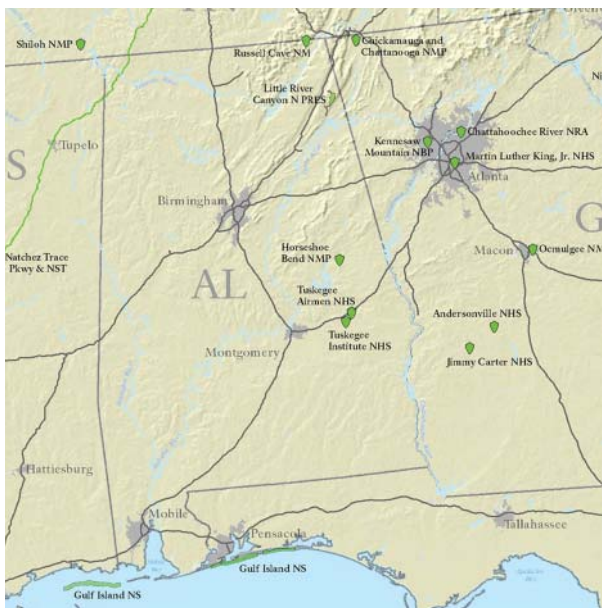 Shiloh NMP
Russell Cave NM
Chickamauga and
Chattanooga NMP
Little River
Canyon N PRES
Kennesaw
Mountain NBP
Chattahoochee River NRA
Martin Luther King, Jr. NHS
Atlanta
Tupelo
S
Birmingham
Natchez Trace
Pkwy & NST
AL
Horseshoe
Bend NMP
Macon
Ocmulgee NM
G
Tuskegee
Airmen NHS
Tuskegee
Institute NHS
Montgomery
Andersonville NHS
Jimmy Carter NHS
Hattiesburg
Mobile
Pensacola
Tallahassee
Gulf Island NS
Gulf Island NS